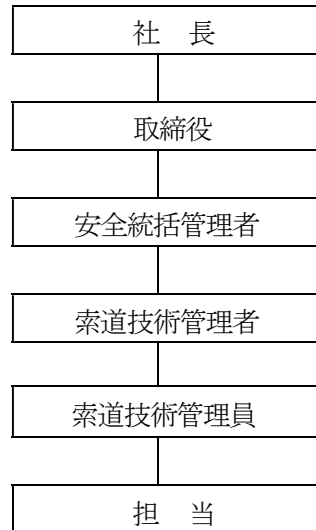 社　長
取締役
安全統括管理者
索道技術管理者
索道技術管理員
担　当